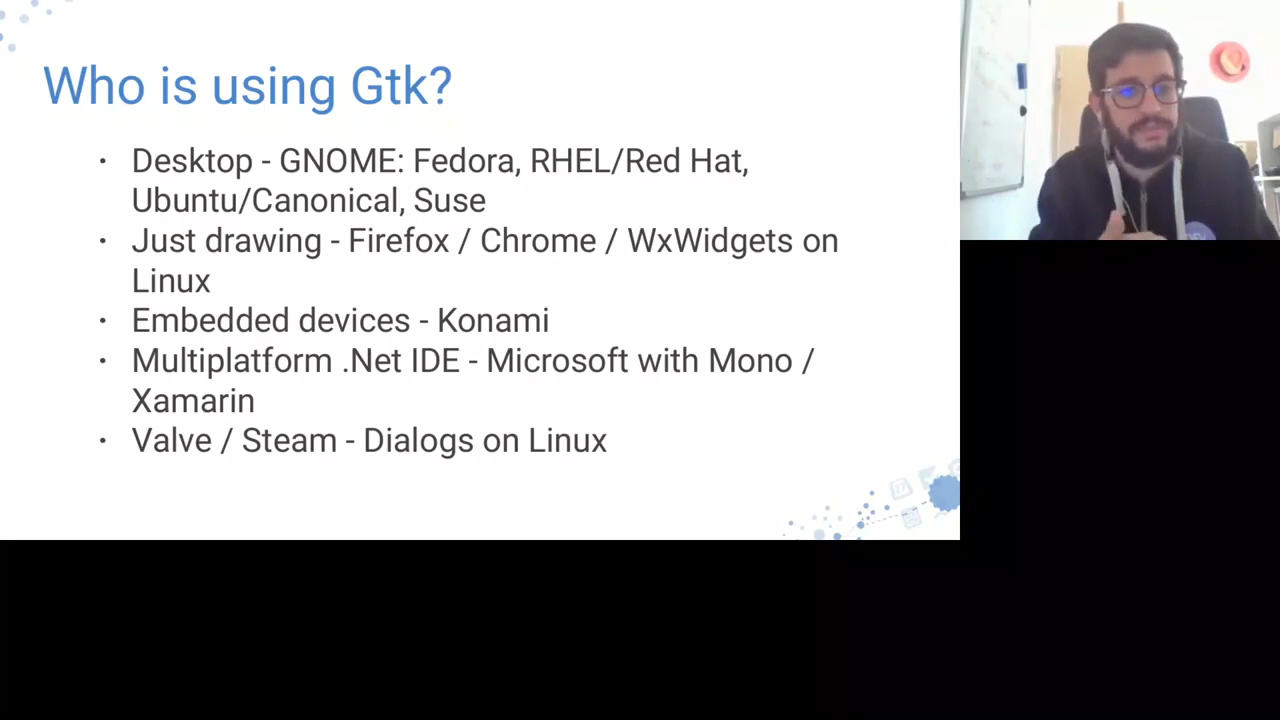 Who is using Gtk?
· Desktop - GNOME: Fedora, RHEL/Red Hat,
Ubuntu/Canonical, Suse
· Just drawing - Firefox / Chrome / WxWidgets on
Linux
· Embedded devices - Konami
· Multiplatform .Net IDE - Microsoft with Mono /
Xamarin
· Valve / Steam - Dialogs on Linux